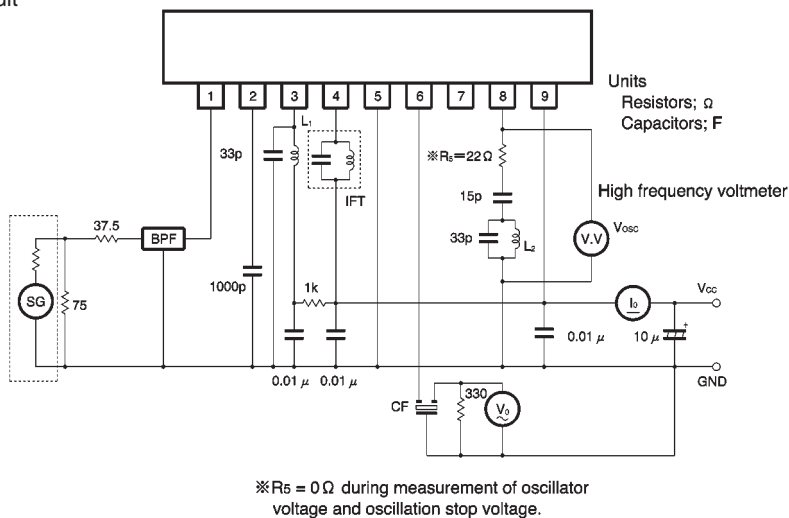 uit
1 2 3 4 5 6 7 8 9
Units
Resistors; Ω
Capacitors; F
L₁
33p
※R₅=22Ω
IFT
15p
High frequency voltmeter
33p
L₂
V.V
Vosc
37.5
BPF
1000p
1k
SG
75
I₀
Vcc
0.01 μ
10 μ
+
0.01 μ 0.01 μ
GND
CF
330
V₀
※R5 = 0Ω during measurement of oscillator
voltage and oscillation stop voltage.